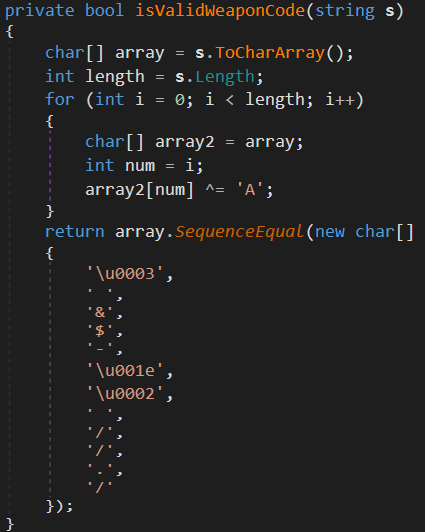 private bool isValidWeaponCode(string s)
{
    char[] array = s.ToCharArray();
    int length = s.Length;
    for (int i = 0; i < length; i++)
    {
        char[] array2 = array;
        int num = i;
        array2[num] ^= 'A';
    }
    return array.SequenceEqual(new char[]
    {
        '\u0003',
        ' ',
        '&',
        '$',
        '-',
        '\u001e',
        '\u0002',
        ' ',
        '/',
        '/',
        '.',
        '/'
    });
}